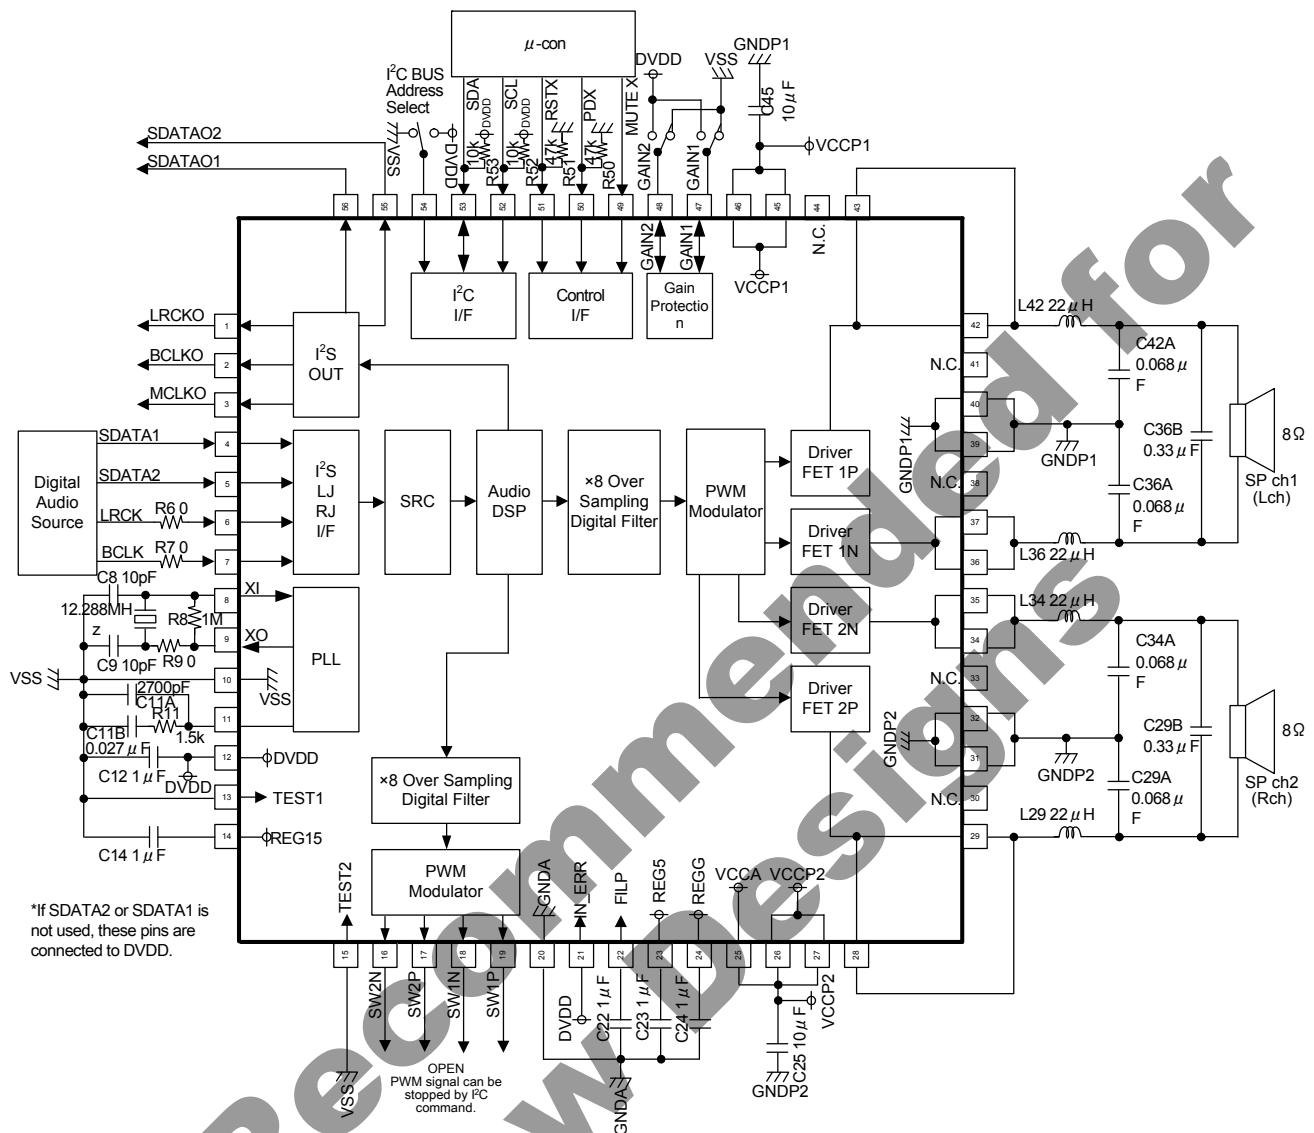 μ-con
I²C BUS
Address
Select
VSS
DVDD
SDA
10k
R53
DVDD
SCL
10k
R52
DVDD
RSTX
47k
R51
PDX
47k
R50
MUTE X
DVDD
VSS
GNDP1
GAIN2
GAIN1
C45
10μF
VCCP1
SDATAO2
SDATAO1
56
55
54
53
52
51
50
49
48
47
46
45
44
43
N.C.
GAIN2
GAIN1
VCCP1
I²C
I/F
Control
I/F
Gain
Protectio
n
LRCKO
BCLKO
MCLKO
1
2
3
I²S
OUT
Digital
Audio
Source
SDATA1
SDATA2
LRCK
R6 0
BCLK
R7 0
4
5
6
7
I²S
LJ
RJ
I/F
SRC
Audio
DSP
×8 Over
Sampling
Digital Filter
PWM
Modulator
Driver
FET 1P
Driver
FET 1N
Driver
FET 2N
Driver
FET 2P
C8 10pF
12.288MH
z
R8
1M
C9 10pF
R9 0
XI
XO
8
9
PLL
VSS
10
VSS
2700pF
C11A
R11
1.5k
C11B
0.027μF
11
C12 1μF
DVDD
12
DVDD
13
TEST1
C14 1μF
14
REG15
×8 Over Sampling
Digital Filter
PWM
Modulator
42
41
40
39
38
37
36
35
34
33
32
31
30
29
N.C.
GNDP1
N.C.
N.C.
GNDP2
N.C.
L42 22μH
C42A
0.068μ
F
C36B
0.33μF
GNDP1
C36A
0.068μ
F
L36 22μH
8Ω
SP ch1
(Lch)
L34 22μH
C34A
0.068μ
F
C29B
0.33μF
GNDP2
C29A
0.068μ
F
L29 22μH
8Ω
SP ch2
(Rch)
*If SDATA2 or SDATA1 is
not used, these pins are
connected to DVDD.
TEST2
GNDA
IN_ERR
FILP
REG5
REGG
VCCA
VCCP2
15
16
17
18
19
20
21
22
23
24
25
26
27
28
VSS
SW2N
SW2P
SW1N
SW1P
DVDD
C22 1μF
C23 1μF
C24 1μF
VCCP2
C25 10μF
GNDP2
GNDA
OPEN
PWM signal can be
stopped by I²C
command.
Recommended for
w Designs